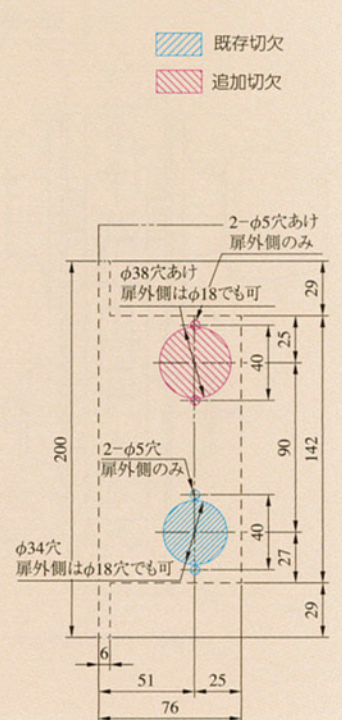 既存切欠
追加切欠
2−φ5穴あけ
扉外側のみ
φ38穴あけ
扉外側はφ18でも可
29
25
40
200
90
142
2−φ5穴
扉外側のみ
40
φ34穴
扉外側はφ18穴でも可
27
29
6
51
25
76